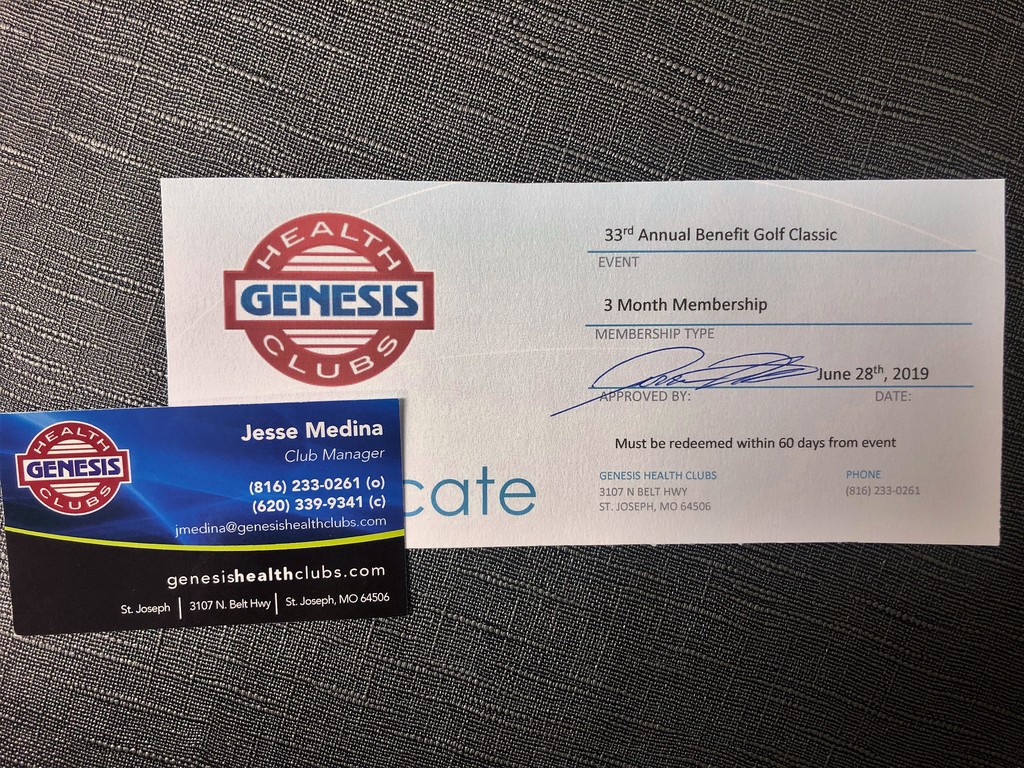 HEALTH
GENESIS
CLUBS
33rd Annual Benefit Golf Classic
EVENT
3 Month Membership
MEMBERSHIP TYPE
June 28th, 2019
APPROVED BY: DATE:
Must be redeemed within 60 days from event
GENESIS HEALTH CLUBS PHONE
3107 N BELT HWY (816) 233-0261
ST. JOSEPH, MO 64506
cate
HEALTH
GENESIS
CLUBS
Jesse Medina
Club Manager
(816) 233-0261 (o)
(620) 339-9341 (c)
jmedina@genesishealthclubs.com
genesishealthclubs.com
St. Joseph | 3107 N. Belt Hwy | St. Joseph, MO 64506